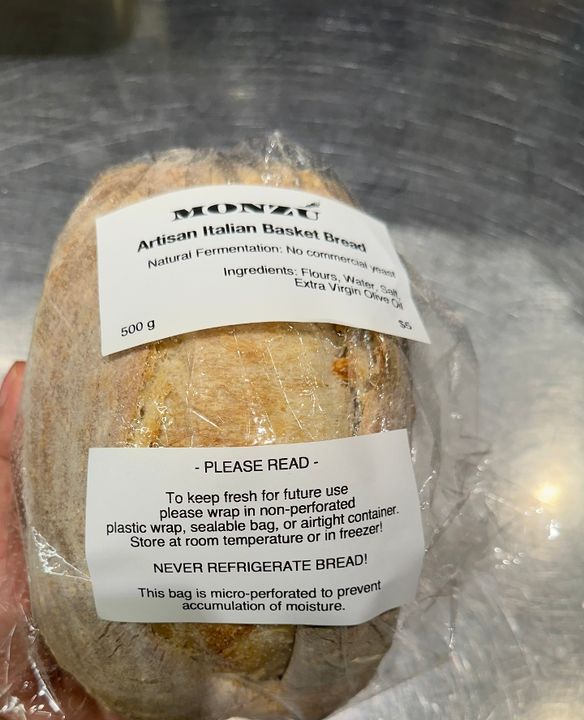 MONZÚ
Artisan Italian Basket Bread
Natural Fermentation: No commercial yeast
Ingredients: Flours, Water, Salt,
Extra Virgin Olive Oil
500 g
$5
- PLEASE READ -
To keep fresh for future use
please wrap in non-perforated
plastic wrap, sealable bag, or airtight container.
Store at room temperature or in freezer!
NEVER REFRIGERATE BREAD!
This bag is micro-perforated to prevent
accumulation of moisture.